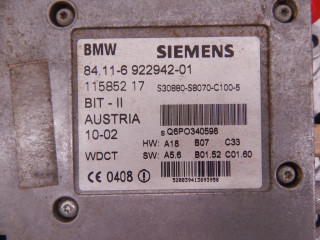 BMW SIEMENS
84.11-6 922942-01
115852 17 S30880-S8070-C100-5
BIT - II
AUSTRIA S Q6PO340598
10-02 HW: A18 B07 C33
WDCT SW: A5.6 B01.52 C01.60
CE 0408 !